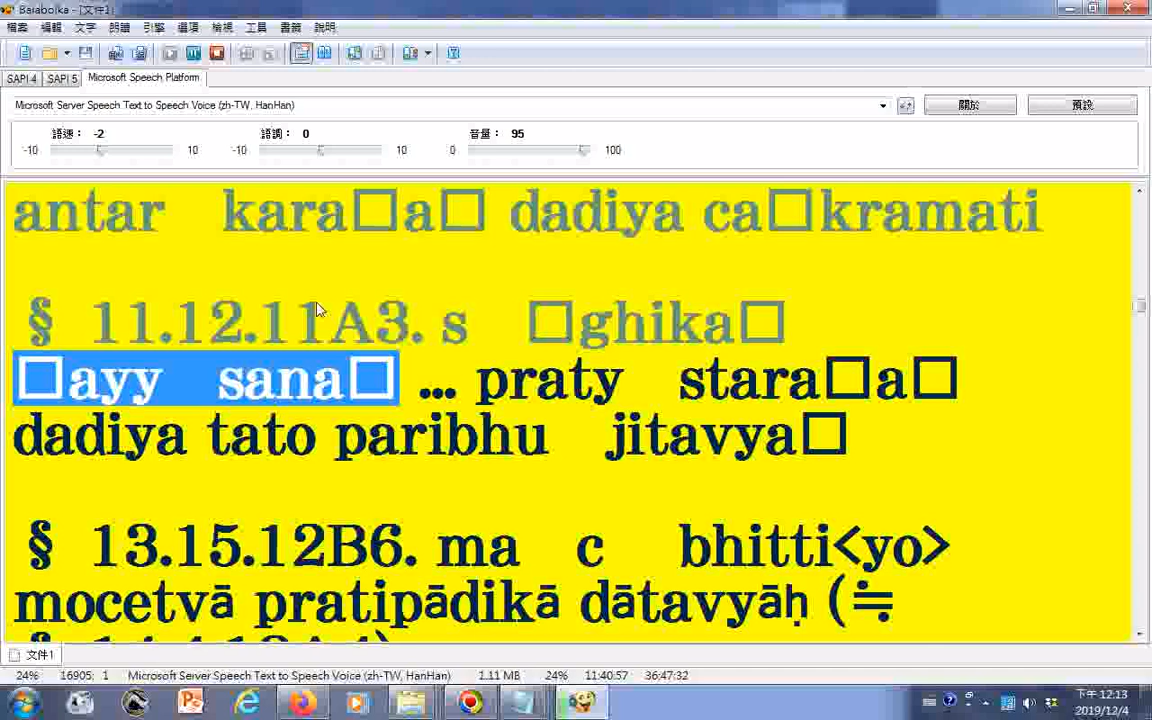 Balabolka - [文件1]
檔案 編輯 文字 朗讀 引擎 選項 檢視 工具 書籤 說明
SAPI 4 SAPI 5 Microsoft Speech Platform
Microsoft Server Speech Text to Speech Voice (zh-TW, HanHan) 關於 預設
語速： -2 語調： 0 音量： 95
-10 10 -10 10 0 100
antar kara□a□ dadiya ca□kramati
§ 11.12.11A3. s □ghika□
□ayy sana□ ... praty stara□a□
dadiya tato paribhu jitavya□
§ 13.15.12B6. ma c bhitti<yo>
mocetvā pratipādikā dātavyāḥ (≒
文件1
24% 16905: 1 Microsoft Server Speech Text to Speech Voice (zh-TW, HanHan) 1.11 MB 24% 11:40:57 36:47:32
下午 12:13
2019/12/4